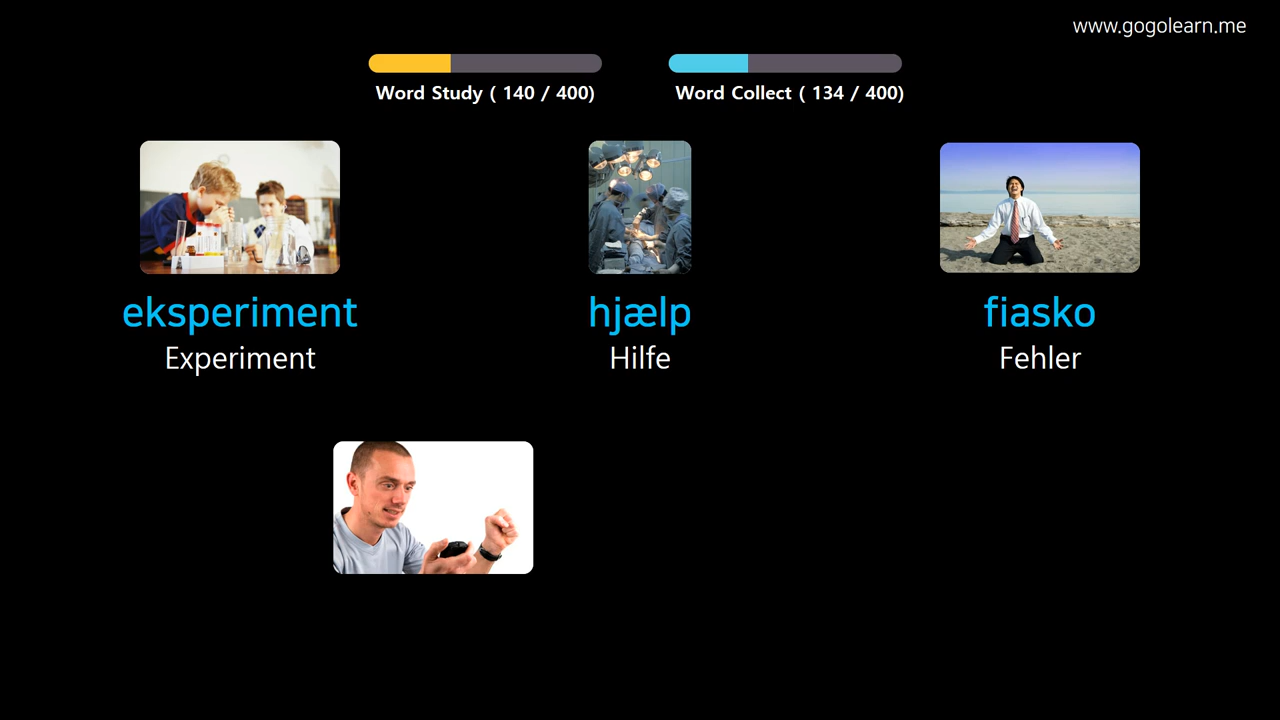 www.gogolearn.me
Word Study ( 140 / 400)
Word Collect ( 134 / 400)
eksperiment
Experiment
hjælp
Hilfe
fiasko
Fehler